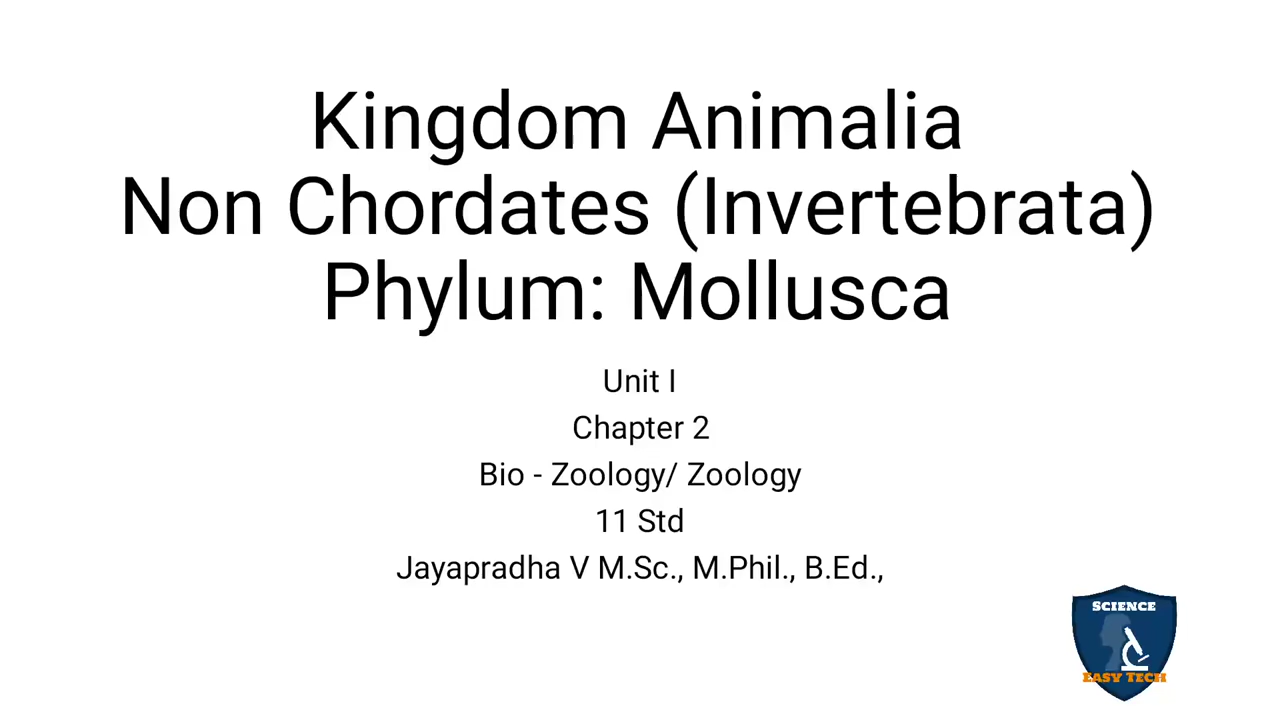 Kingdom Animalia
Non Chordates (Invertebrata)
Phylum: Mollusca
Unit I
Chapter 2
Bio - Zoology/ Zoology
11 Std
Jayapradha V M.Sc., M.Phil., B.Ed.,
SCIENCE
EASY TECH